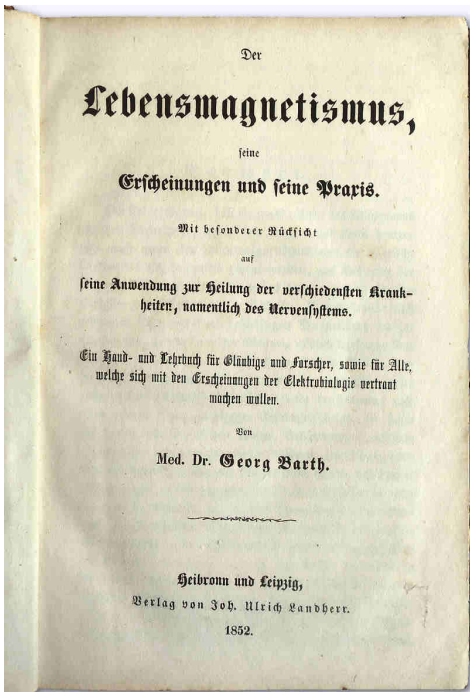 Der
Lebensmagnetismus,
seine
Erscheinungen und seine Praxis.
Mit besonderer Rücksicht
auf
seine Anwendung zur Heilung der verschiedensten Krank-
heiten, namentlich des Nervensystems.
Ein Hand- und Lehrbuch für Gläubige und Forscher, sowie für Alle,
welche sich mit den Erscheinungen der Elektrobiologie vertraut
machen wollen.
Von
Med. Dr. Georg Barth.
Heibronn und Leipzig,
Verlag von Joh. Ulrich Landherr.
1852.